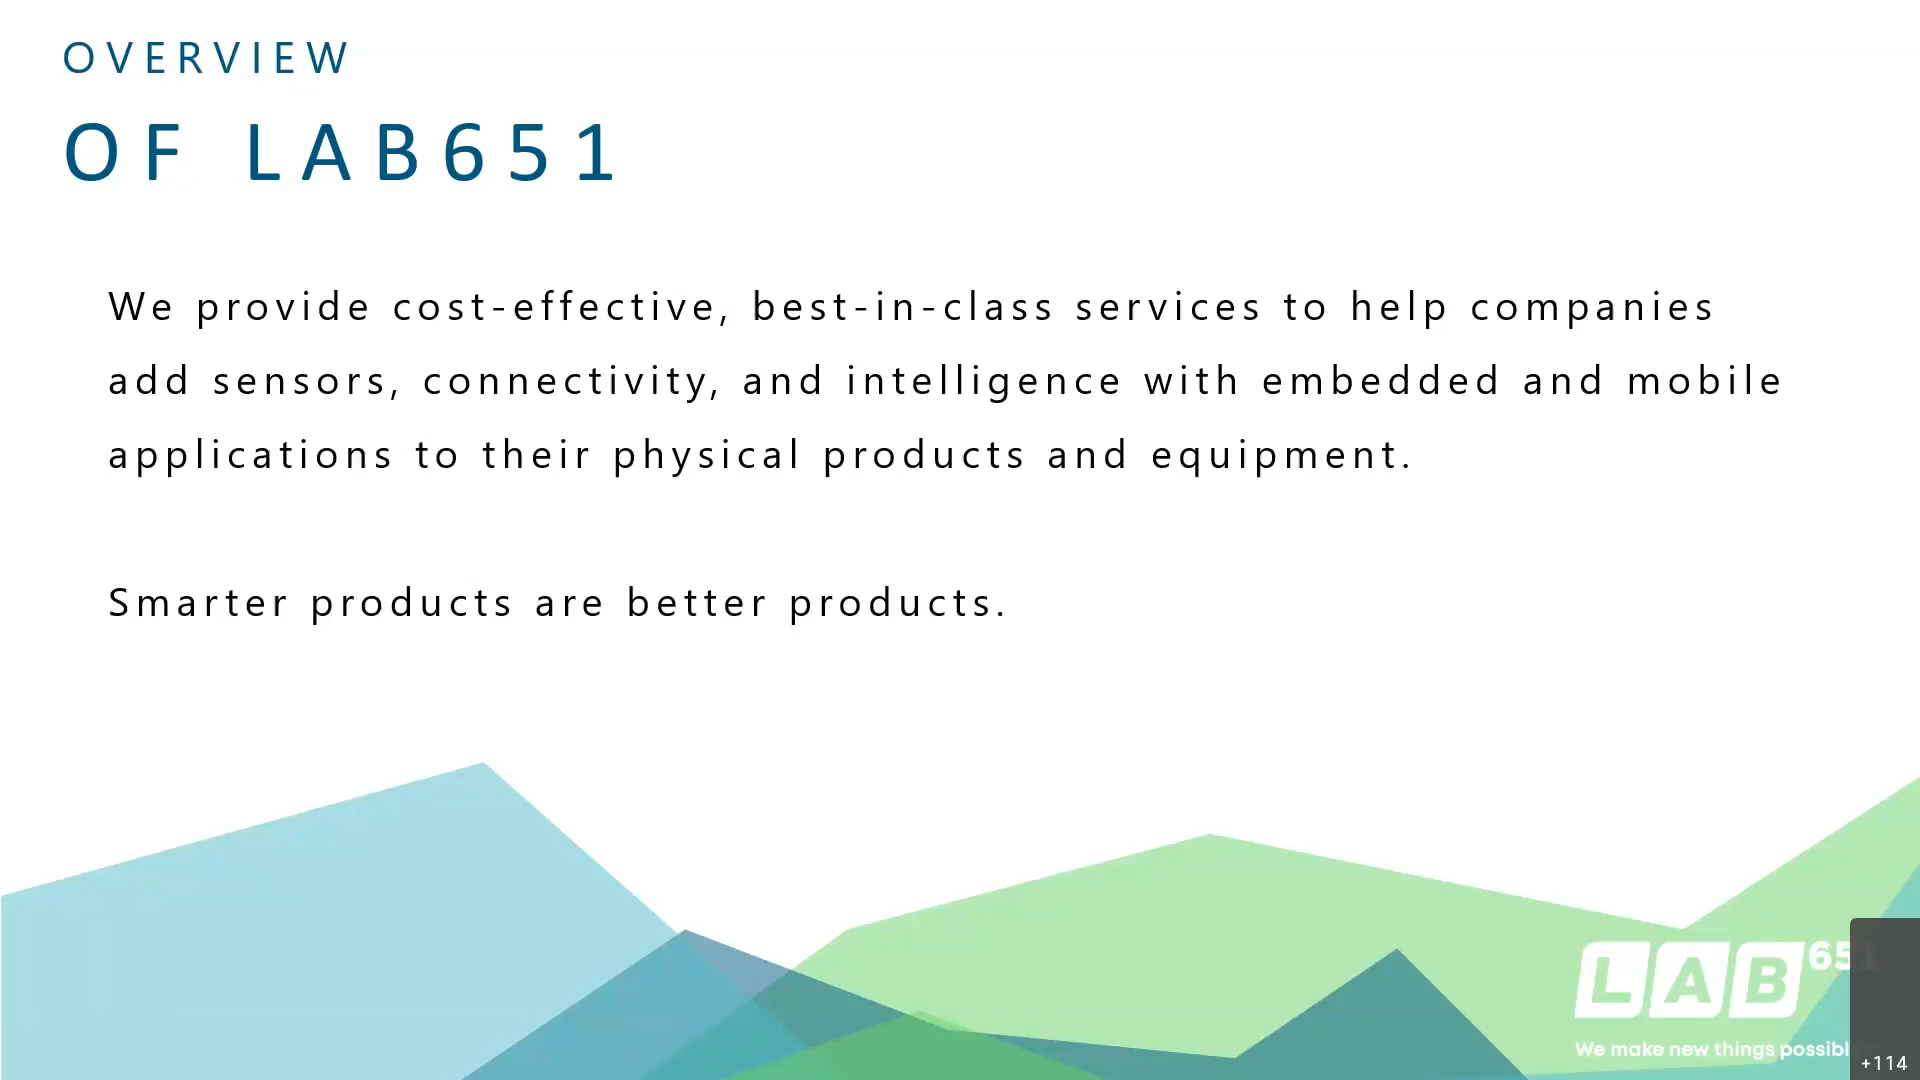 OVERVIEW
OF LAB651
We provide cost-effective, best-in-class services to help companies
add sensors, connectivity, and intelligence with embedded and mobile
applications to their physical products and equipment.
Smarter products are better products.
LAB651
We make new things possibl
+114